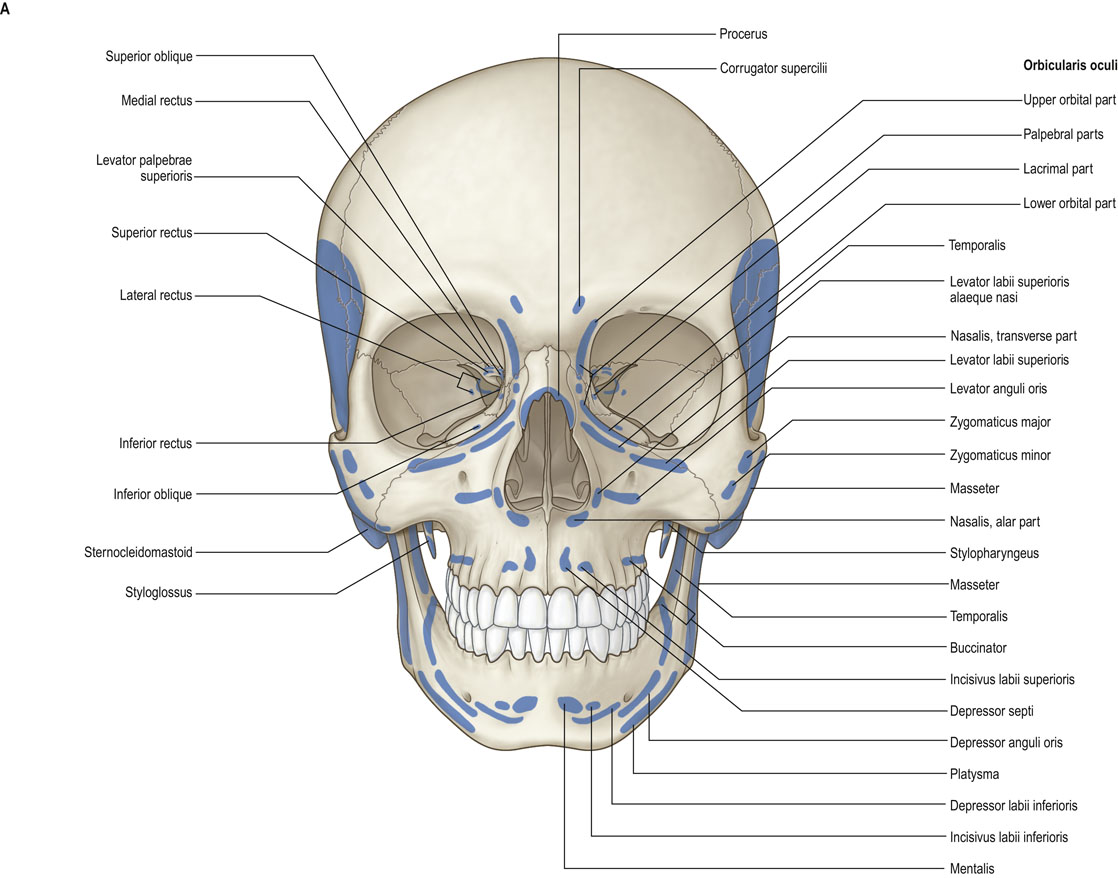 A
Superior oblique
Medial rectus
Levator palpebrae
superioris
Superior rectus
Lateral rectus
Inferior rectus
Inferior oblique
Sternocleidomastoid
Styloglossus
Procerus
Corrugator supercilii
Orbicularis oculi
Upper orbital part
Palpebral parts
Lacrimal part
Lower orbital part
Temporalis
Levator labii superioris
alaeque nasi
Nasalis, transverse part
Levator labii superioris
Levator anguli oris
Zygomaticus major
Zygomaticus minor
Masseter
Nasalis, alar part
Stylopharyngeus
Masseter
Temporalis
Buccinator
Incisivus labii superioris
Depressor septi
Depressor anguli oris
Platysma
Depressor labii inferioris
Incisivus labii inferioris
Mentalis